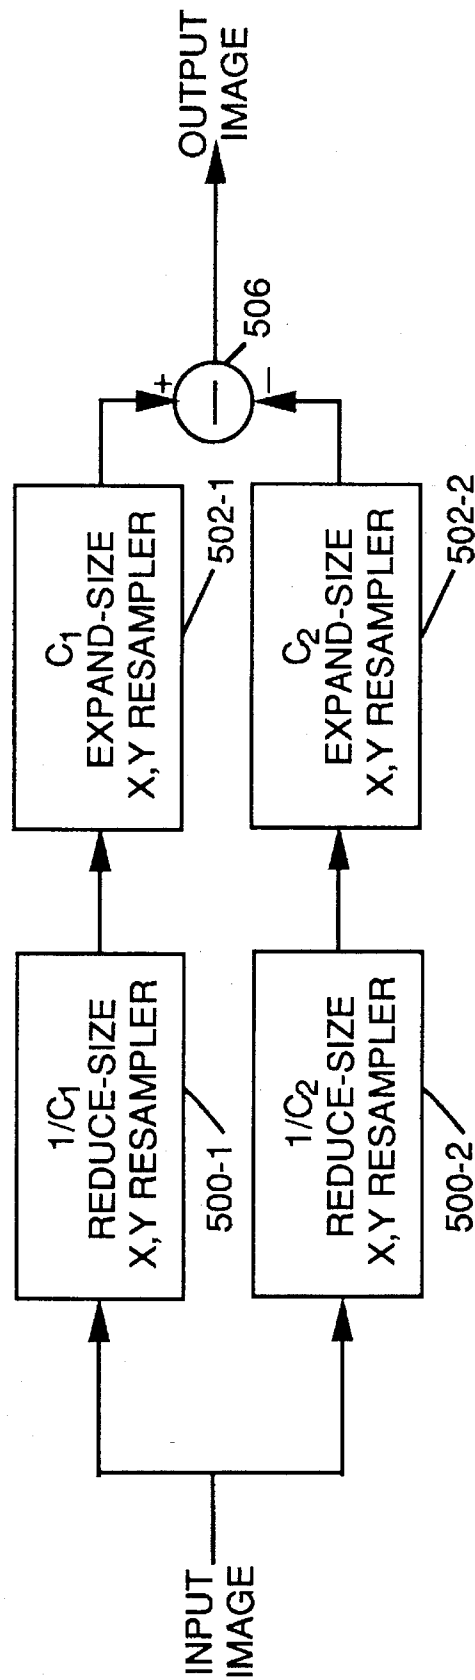 INPUT
IMAGE
1/C₁
REDUCE-SIZE
X,Y RESAMPLER
500-1
C₁
EXPAND-SIZE
X,Y RESAMPLER
502-1
1/C₂
REDUCE-SIZE
X,Y RESAMPLER
500-2
C₂
EXPAND-SIZE
X,Y RESAMPLER
502-2
+
−
−
506
OUTPUT
IMAGE